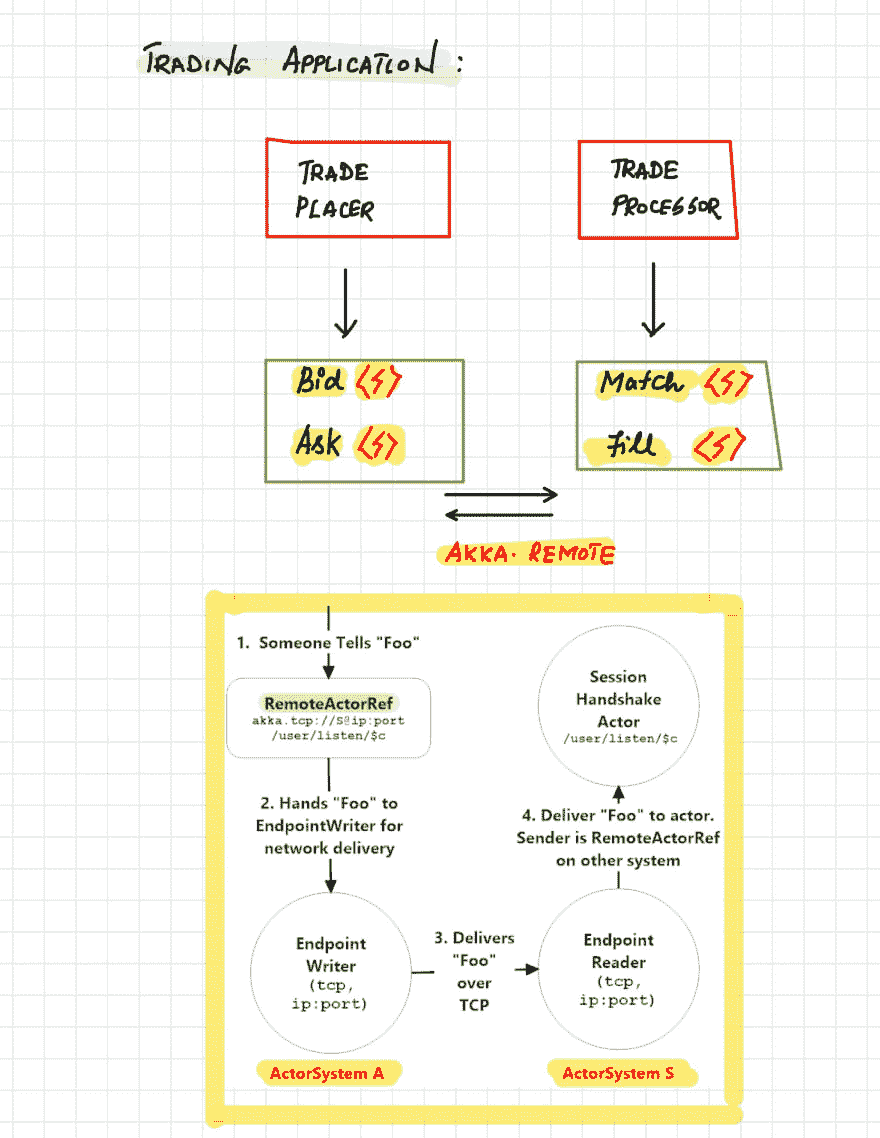 TRADING APPLICATION:
TRADE
PLACER
TRADE
PROCESSOR
Bid <S>
Ask <S>
Match <S>
Fill <S>
AKKA. REMOTE
1. Someone Tells "Foo"
RemoteActorRef
akka.tcp://S@ip:port
/user/listen/$c
2. Hands "Foo" to
EndpointWriter for
network delivery
Endpoint
Writer
(tcp,
ip:port)
ActorSystem A
3. Delivers
"Foo"
over
TCP
Session
Handshake
Actor
/user/listen/$c
4. Deliver "Foo" to actor.
Sender is RemoteActorRef
on other system
Endpoint
Reader
(tcp,
ip:port)
ActorSystem S